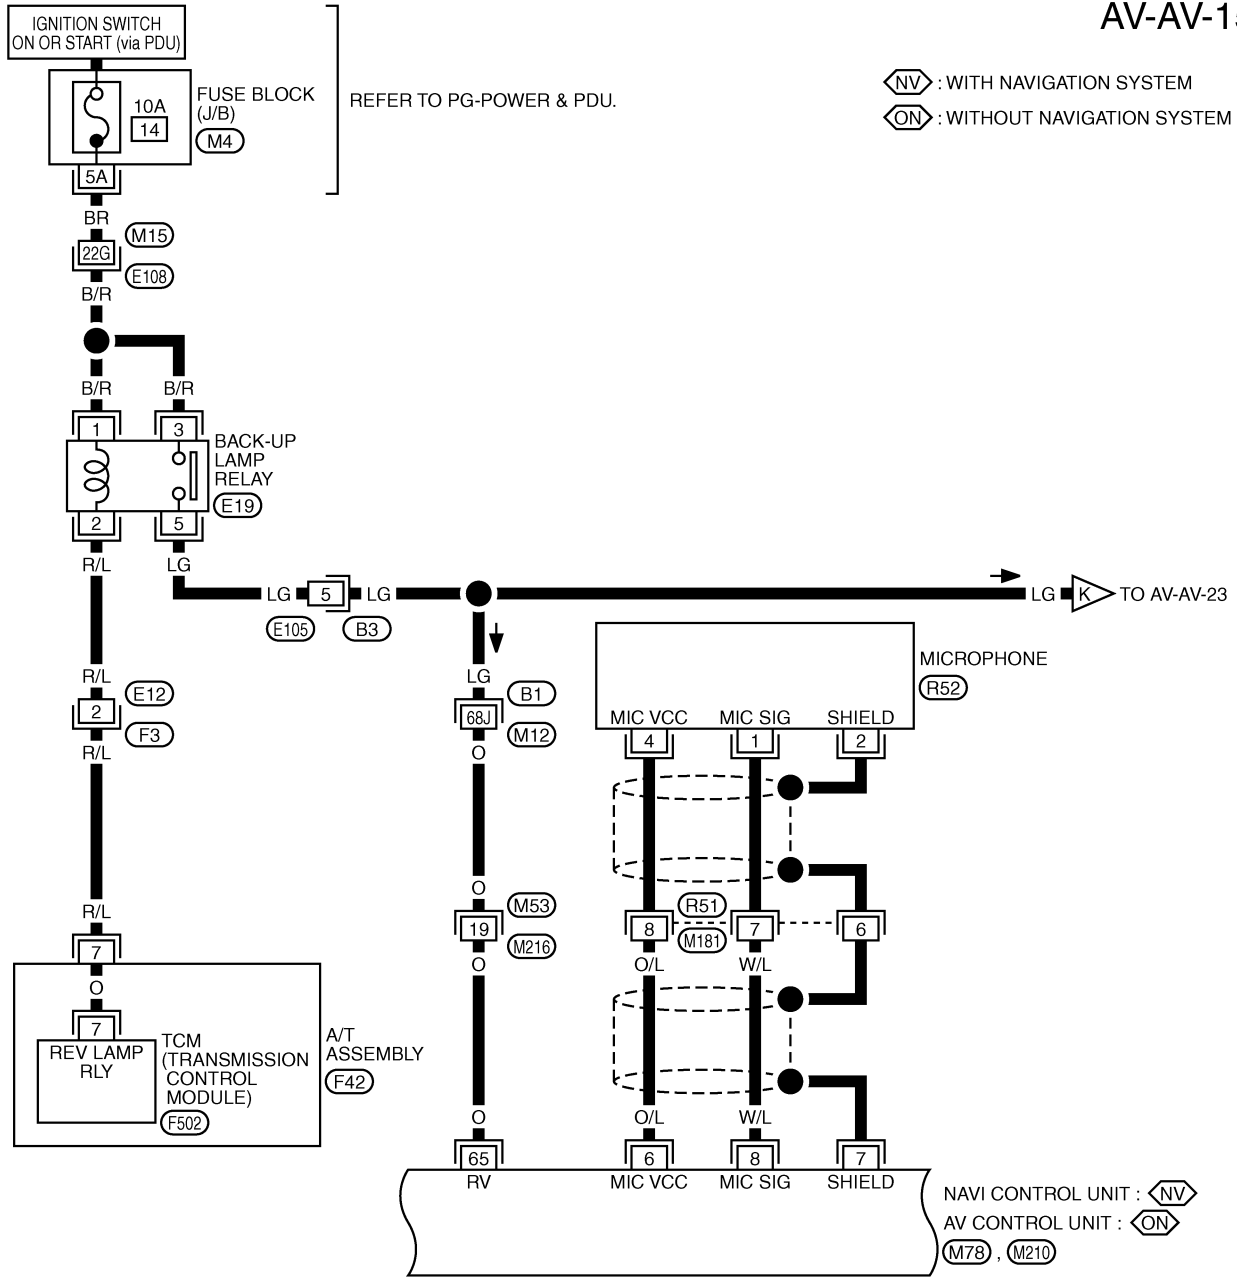 AV-AV-15
IGNITION SWITCH
ON OR START (via PDU)
10A
14
FUSE BLOCK
(J/B)
M4
REFER TO PG-POWER & PDU.
NV : WITH NAVIGATION SYSTEM
ON : WITHOUT NAVIGATION SYSTEM
5A
BR
M15
22G
E108
B/R
B/R B/R
1 3
BACK-UP
LAMP
RELAY
E19
2 5
R/L LG
LG 5 LG
E105 B3
LG K TO AV-AV-23
R/L
E12
2
F3
R/L
LG
B1
68J
M12
O
MICROPHONE
R52
MIC VCC MIC SIG SHIELD
4 1 2
R/L
O
M53
19
M216
O
R51
8 7 6
M181
O/L W/L
7
O
7
REV LAMP
RLY
TCM
(TRANSMISSION
CONTROL
MODULE)
F502
A/T
ASSEMBLY
F42
O O/L W/L
65 6 8 7
RV MIC VCC MIC SIG SHIELD
NAVI CONTROL UNIT : NV
AV CONTROL UNIT : ON
M78 , M210